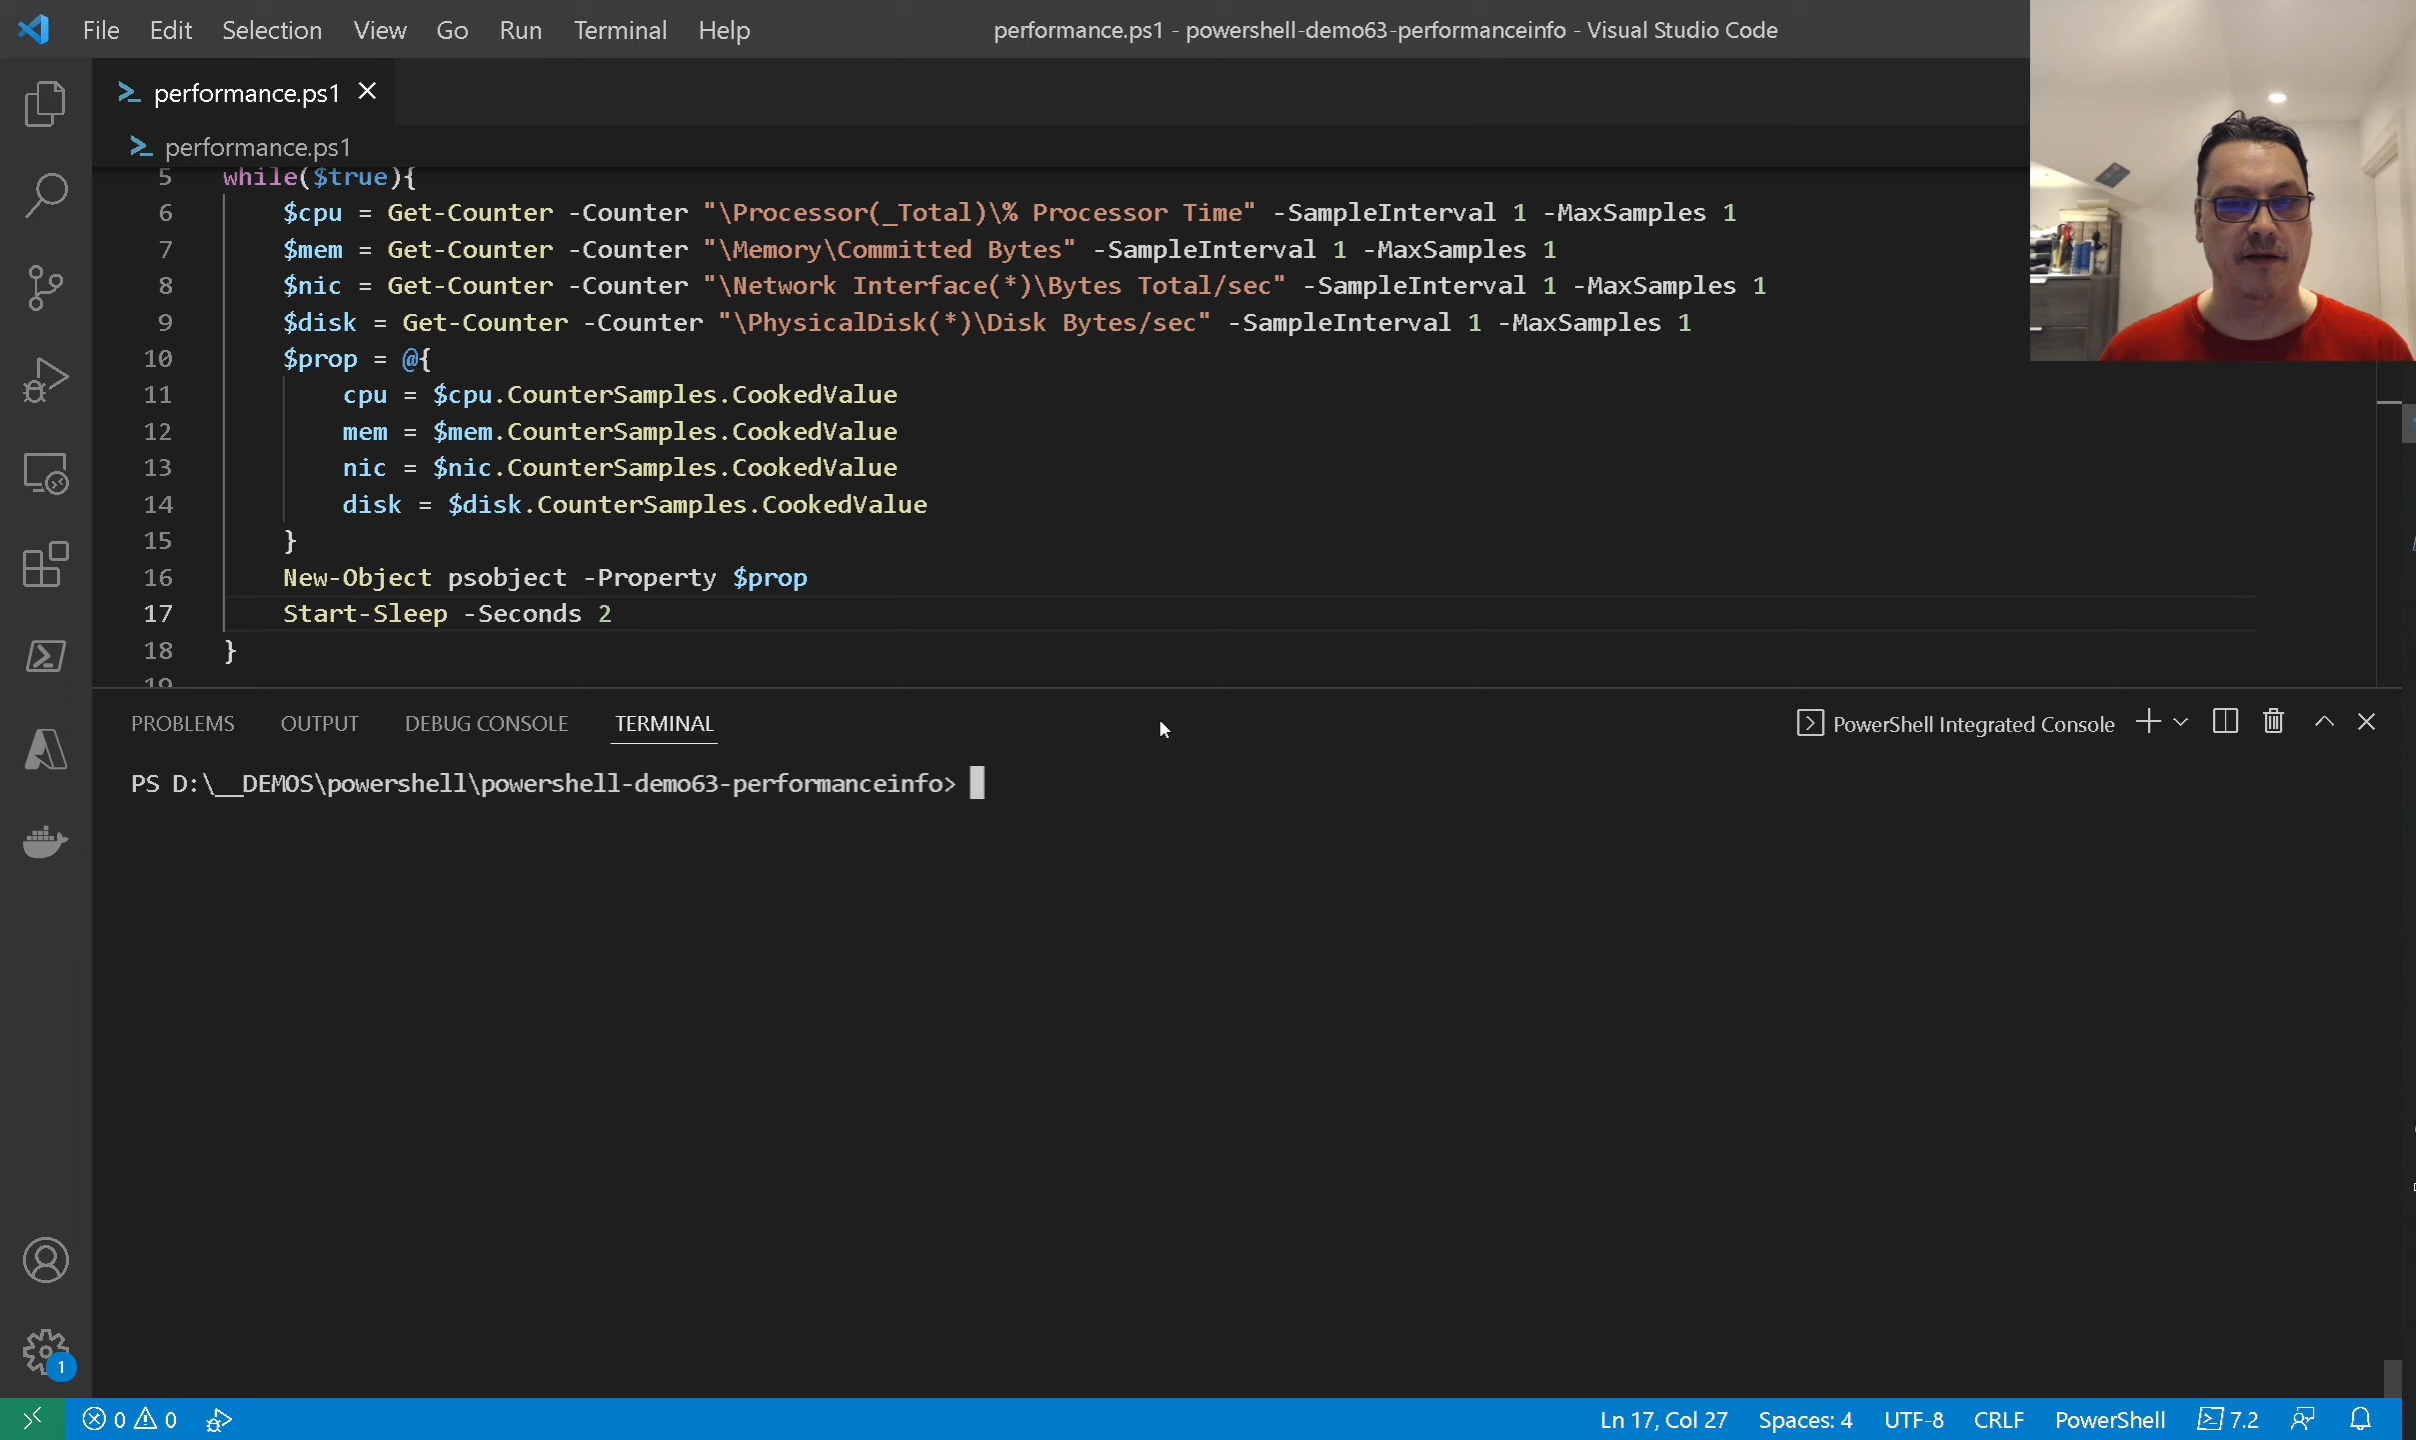 File Edit Selection View Go Run Terminal Help performance.ps1 - powershell-demo63-performanceinfo - Visual Studio Code
performance.ps1
performance.ps1
5 while($true){
6 $cpu = Get-Counter -Counter "\Processor(_Total)\% Processor Time" -SampleInterval 1 -MaxSamples 1
7 $mem = Get-Counter -Counter "\Memory\Committed Bytes" -SampleInterval 1 -MaxSamples 1
8 $nic = Get-Counter -Counter "\Network Interface(*)\Bytes Total/sec" -SampleInterval 1 -MaxSamples 1
9 $disk = Get-Counter -Counter "\PhysicalDisk(*)\Disk Bytes/sec" -SampleInterval 1 -MaxSamples 1
10 $prop = @{
11 cpu = $cpu.CounterSamples.CookedValue
12 mem = $mem.CounterSamples.CookedValue
13 nic = $nic.CounterSamples.CookedValue
14 disk = $disk.CounterSamples.CookedValue
15 }
16 New-Object psobject -Property $prop
17 Start-Sleep -Seconds 2
18 }
19
PROBLEMS OUTPUT DEBUG CONSOLE TERMINAL PowerShell Integrated Console
PS D:\__DEMOS\powershell\powershell-demo63-performanceinfo>
1
0 0 Ln 17, Col 27 Spaces: 4 UTF-8 CRLF PowerShell 7.2